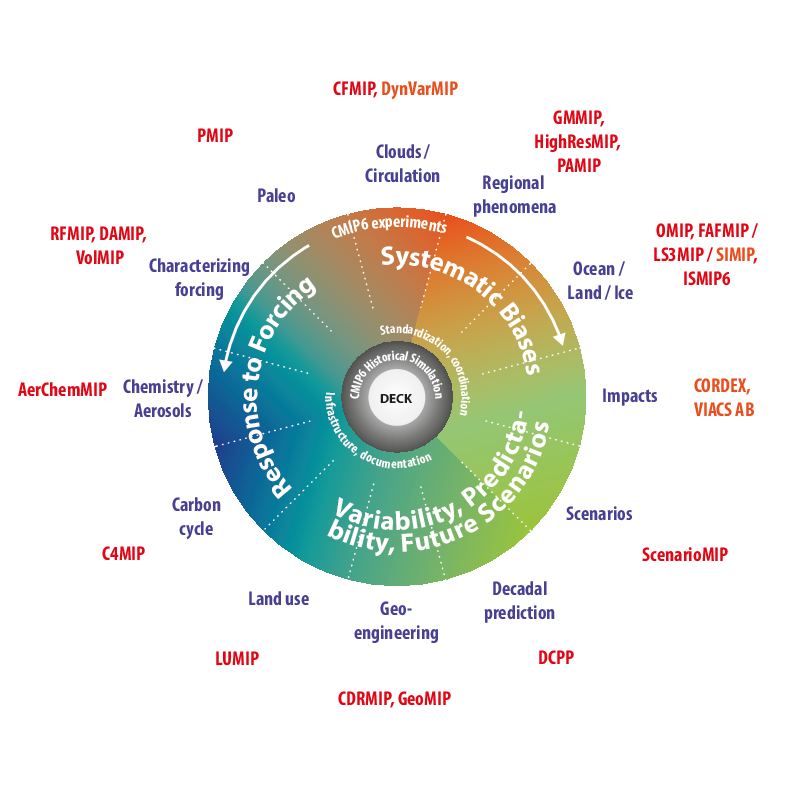 CFMIP, DynVarMIP
PMIP
GMMIP,
HighResMIP,
PAMIP
Clouds /
Circulation
Regional
phenomena
Paleo
RFMIP, DAMIP,
VolMIP
OMIP, FAFMIP /
LS3MIP / SIMIP,
ISMIP6
Characterizing
forcing
Ocean /
Land / Ice
CMIP6 experiments
Systematic Biases
Response to Forcing
Standardization, coordination
CMIP6 Historical Simulation
DECK
Infrastructure, documentation
Variability, Predicta-
bility, Future Scenarios
AerChemMIP
Chemistry /
Aerosols
Impacts
CORDEX,
VIACS AB
Carbon
cycle
Scenarios
C4MIP
ScenarioMIP
Land use
Geo-
engineering
Decadal
prediction
LUMIP
DCPP
CDRMIP, GeoMIP